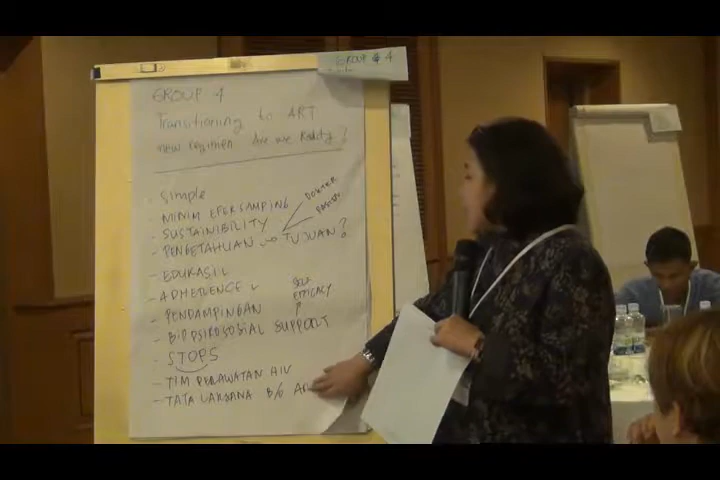 GROUP 4
GROUP 4
Transitioning to ART
new Regimen Are we Ready?
- Simple
- MINIM EFEK SAMPING
- SUSTAINIBILITY
DOKTER
PASIEN
- PENGETAHUAN → TUJUAN?
- EDUKASI
- ADHERENCE
SELF EFFICACY
- PENDAMPINGAN
- BIOPSIROSOSIAL SUPPORT
- STOPS
- TIM PERAWATAN HIV
- TATA LAKSANA